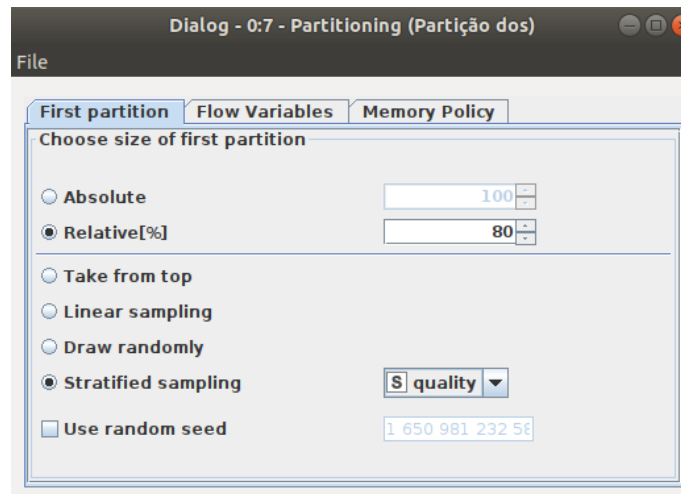 Dialog - 0:7 - Partitioning (Partição dos)
File
First partition Flow Variables Memory Policy
Choose size of first partition
Absolute 100
Relative[%] 80
Take from top
Linear sampling
Draw randomly
Stratified sampling S quality
Use random seed 1 650 981 232 58